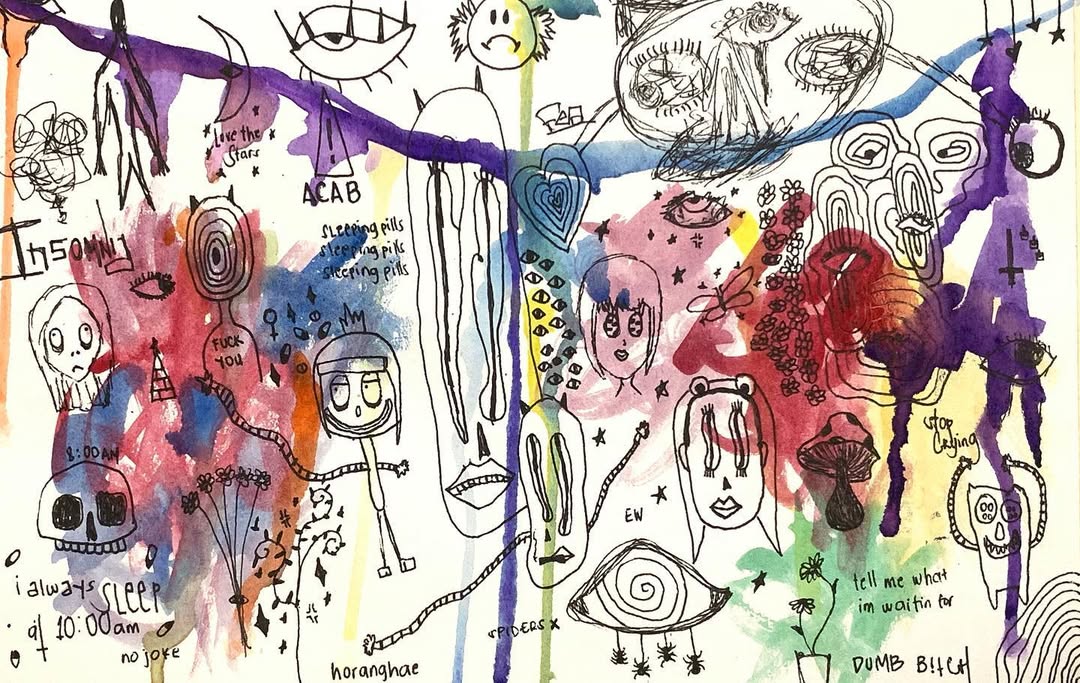 Love the
Stars
ACAB
INSOMNIA
sleeping pills
sleeping pills
sleeping pills
FUCK
YOU
8:00AM
stop
crying
EW
i always SLEEP
at 10:00am
no joke
tell me what
im waitin for
SPIDERS X
horanghae
DUMB B!tCH